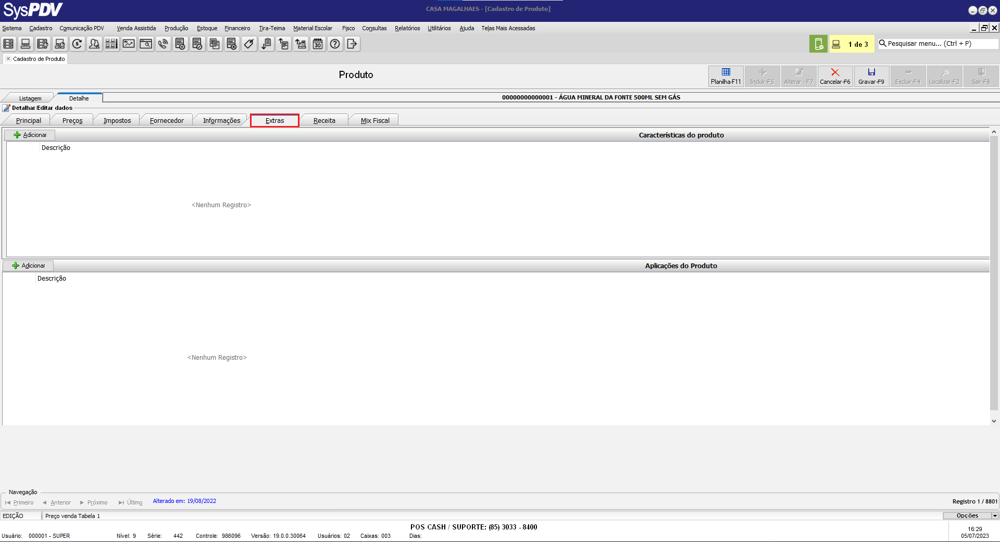 SysPDV
CASA MAGALHAES - [Cadastro de Produto]
Sistema Cadastro Comunicação PDV Venda Assistida Produção Estoque Financeiro Tira-Teima Material Escolar Fisco Consultas Relatórios Utilitários Ajuda Telas Mais Acessadas
30 1 de 3 Pesquisar menu... (Ctrl + P)
Cadastro de Produto
Produto
Planilha-F11 Incluir-F5 Alterar - F7 Cancelar-F6 Gravar-F9 Excluir-F4 Localizar-F2 Sair-F8
Listagem Detalhe 00000000000001 - ÁGUA MINERAL DA FONTE 500ML SEM GÁS
Detalhar/Editar dados
Principal Preços Impostos Fornecedor Informações Extras Receita Mix Fiscal
Adicionar Características do produto
Descrição
<Nenhum Registro>
Adicionar Aplicações do Produto
Descrição
<Nenhum Registro>
Navegação
Primeiro Anterior Próximo Último Alterado em: 19/08/2022 Registro 1 / 8801
EDIÇÃO Preço venda Tabela 1 Opções
POS CASH / SUPORTE: (85) 3033 - 8400
Usuário: 000001 - SUPER Nível: 9 Série: 442 Controle: 986096 Versão: 19.0.0.30064 Usuários: 02 Caixas: 003 Dias:
16:29
05/07/2023